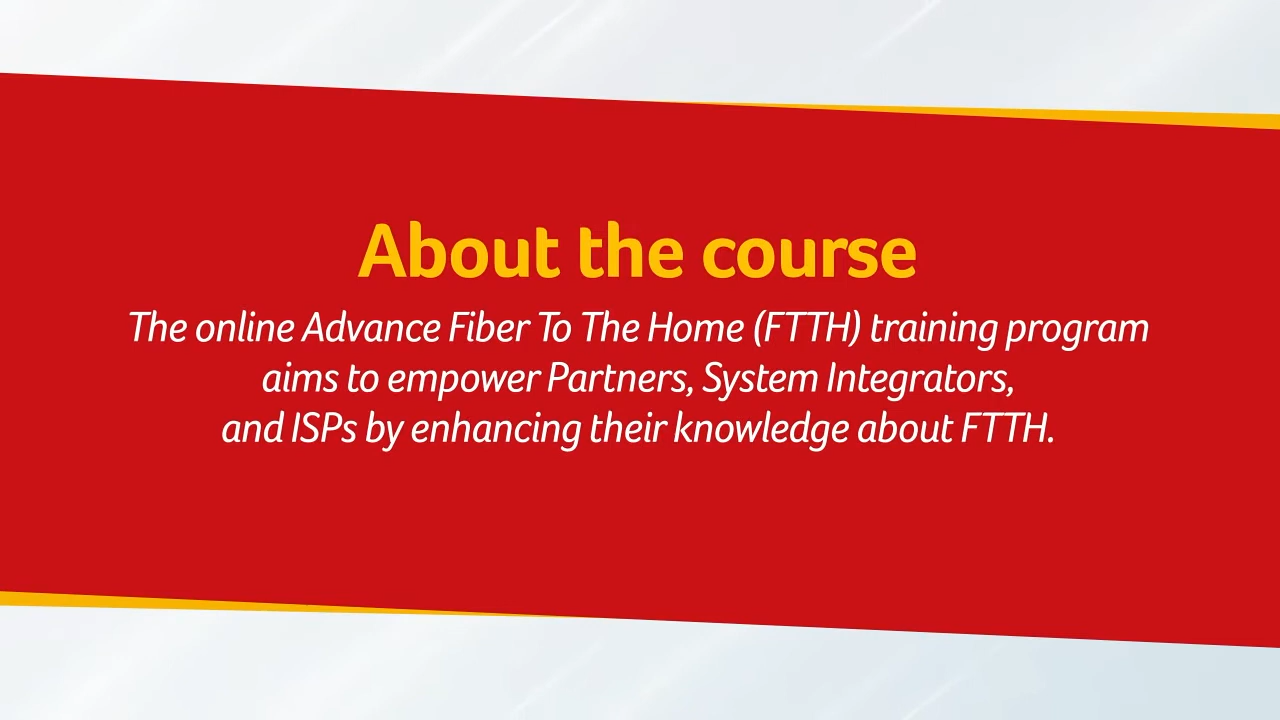 About the course
The online Advance Fiber To The Home (FTTH) training program
aims to empower Partners, System Integrators,
and ISPs by enhancing their knowledge about FTTH.